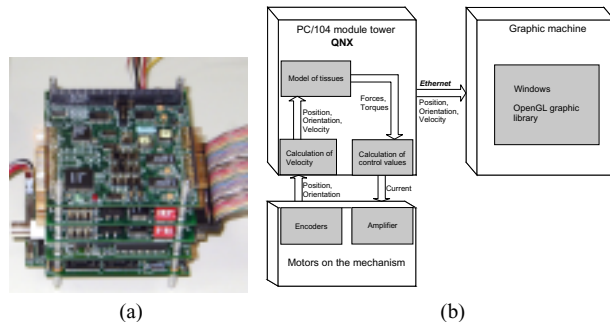 PC/104 module tower
QNX
Model of tissues
Position,
Orientation,
Velocity
Forces,
Torques
Calculation of
Velocity
Calculation of
control values
Position,
Orientation
Current
Encoders
Amplifier
Motors on the mechanism
Ethernet
Position,
Orientation,
Velocity
Graphic machine
Windows
OpenGL graphic
library
(a)
(b)